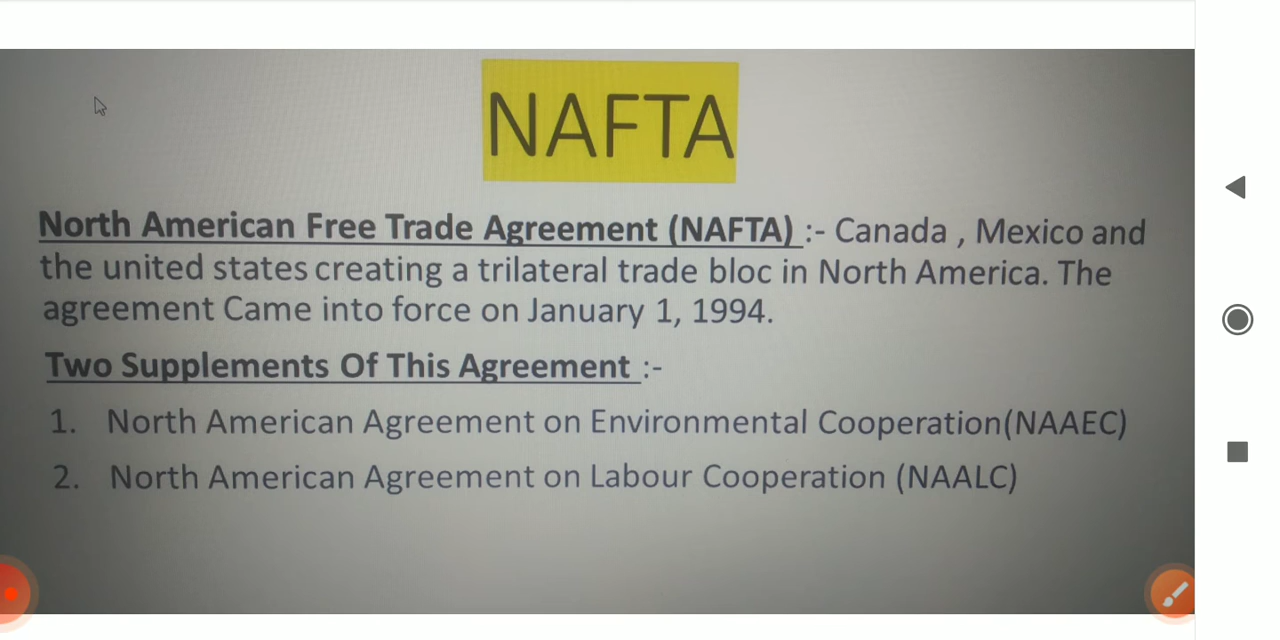 NAFTA
North American Free Trade Agreement (NAFTA) :- Canada , Mexico and
the united states creating a trilateral trade bloc in North America. The
agreement Came into force on January 1, 1994.
Two Supplements Of This Agreement :-
1. North American Agreement on Environmental Cooperation(NAAEC)
2. North American Agreement on Labour Cooperation (NAALC)